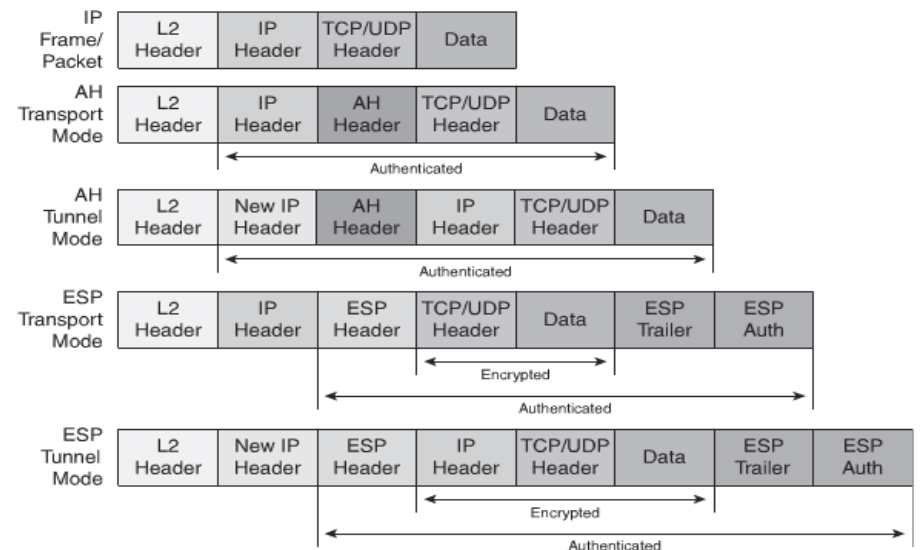 IP
Frame/
Packet
L2
Header
IP
Header
TCP/UDP
Header
Data
AH
Transport
Mode
L2
Header
IP
Header
AH
Header
TCP/UDP
Header
Data
Authenticated
AH
Tunnel
Mode
L2
Header
New IP
Header
AH
Header
IP
Header
TCP/UDP
Header
Data
Authenticated
ESP
Transport
Mode
L2
Header
IP
Header
ESP
Header
TCP/UDP
Header
Data
ESP
Trailer
ESP
Auth
Encrypted
Authenticated
ESP
Tunnel
Mode
L2
Header
New IP
Header
ESP
Header
IP
Header
TCP/UDP
Header
Data
ESP
Trailer
ESP
Auth
Encrypted
Authenticated